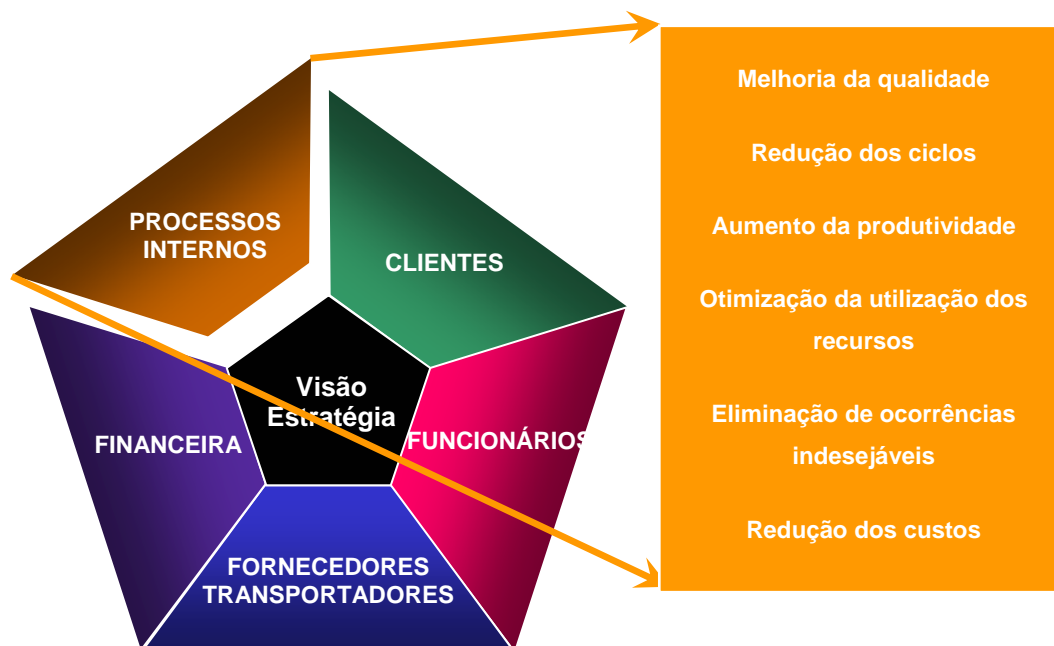 PROCESSOS
INTERNOS
CLIENTES
Visão
Estratégia
FINANCEIRA
FUNCIONÁRIOS
FORNECEDORES
TRANSPORTADORES
Melhoria da qualidade
Redução dos ciclos
Aumento da produtividade
Otimização da utilização dos
recursos
Eliminação de ocorrências
indesejáveis
Redução dos custos